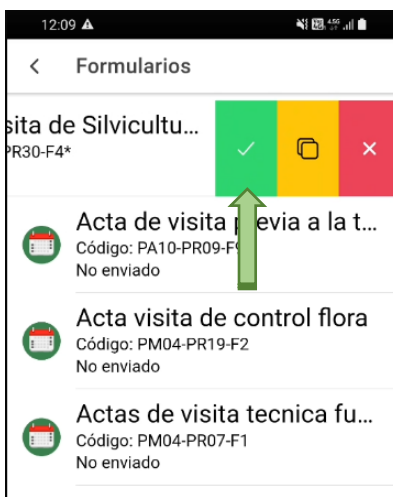 12:09
Formularios
sita de Silvicultu...
PR30-F4*
Acta de visita previa a la t...
Código: PA10-PR09-F9
No enviado
Acta visita de control flora
Código: PM04-PR19-F2
No enviado
Actas de visita tecnica fu...
Código: PM04-PR07-F1
No enviado